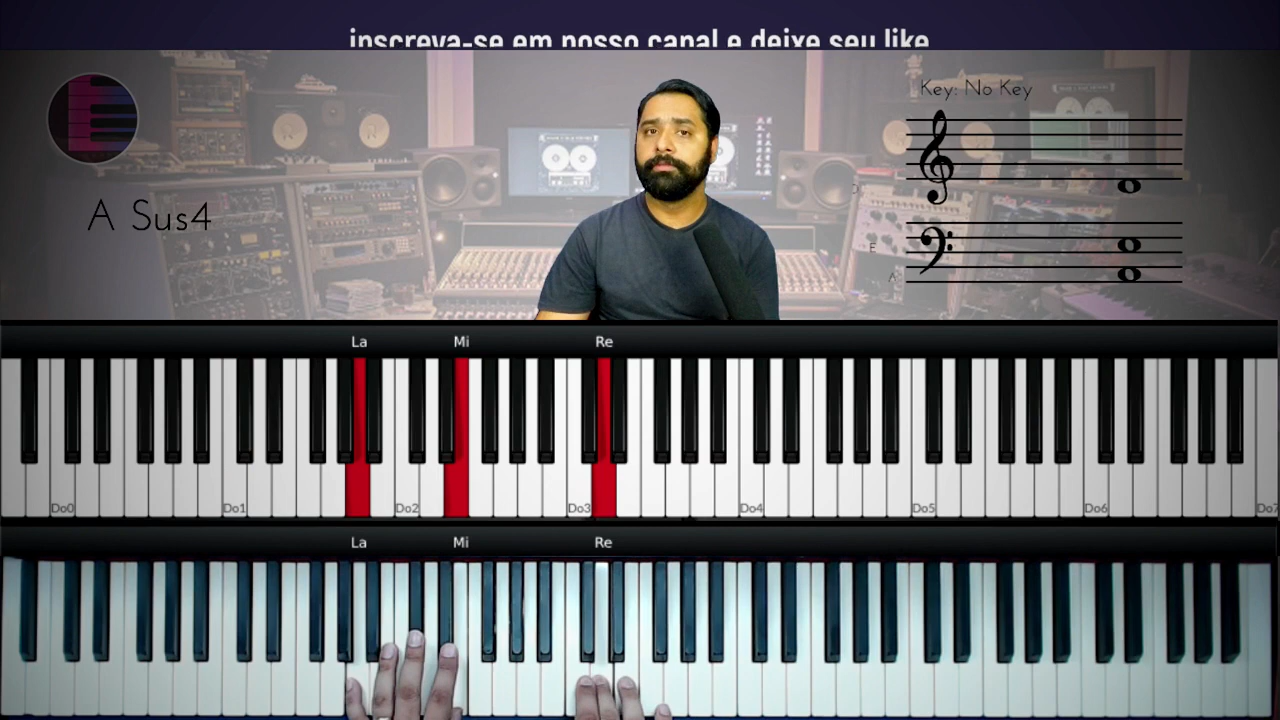 inscreva-se em nosso canal e deixe seu like
Key: No Key
A Sus4
E
A
La Mi Re
Do0 Do1 Do2 Do3 Do4 Do5 Do6 Do7
La Mi Re